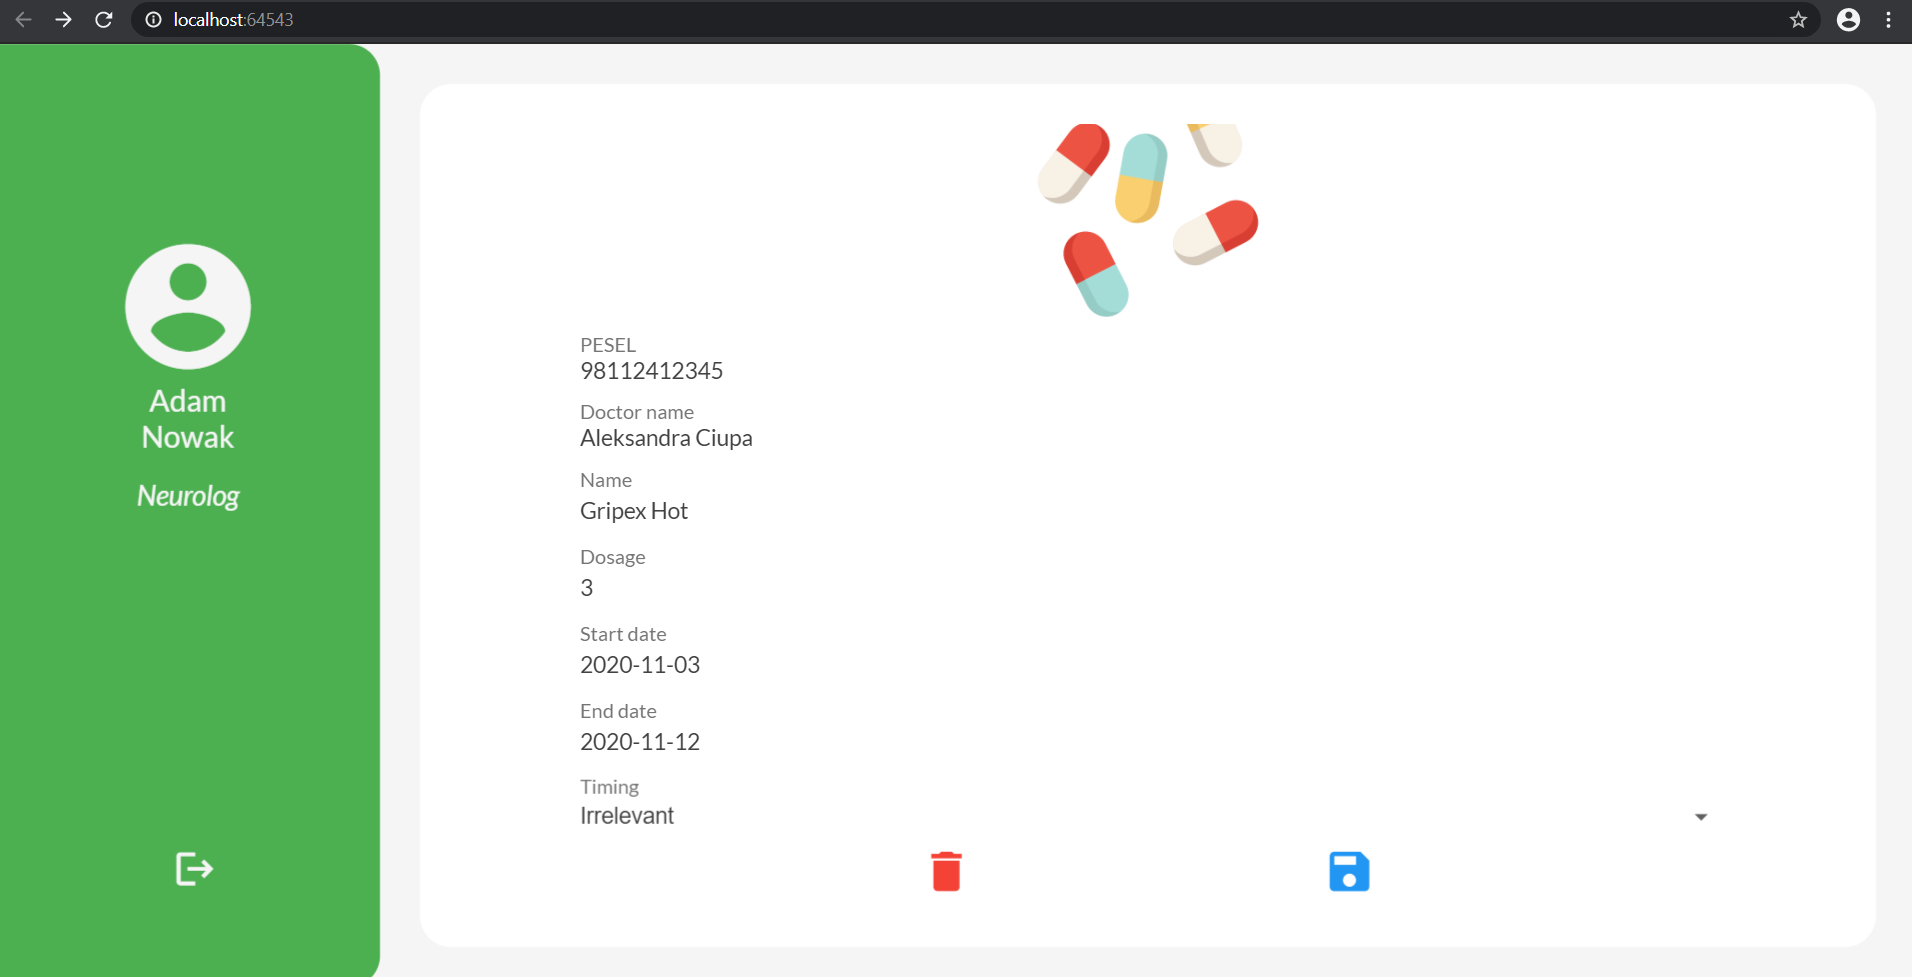 localhost:64543
Adam
Nowak
Neurolog
PESEL
98112412345
Doctor name
Aleksandra Ciupa
Name
Gripex Hot
Dosage
3
Start date
2020-11-03
End date
2020-11-12
Timing
Irrelevant